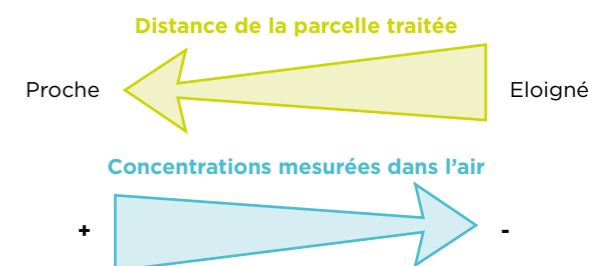 Distance de la parcelle traitée
Proche Eloigné
Concentrations mesurées dans l'air
+ -